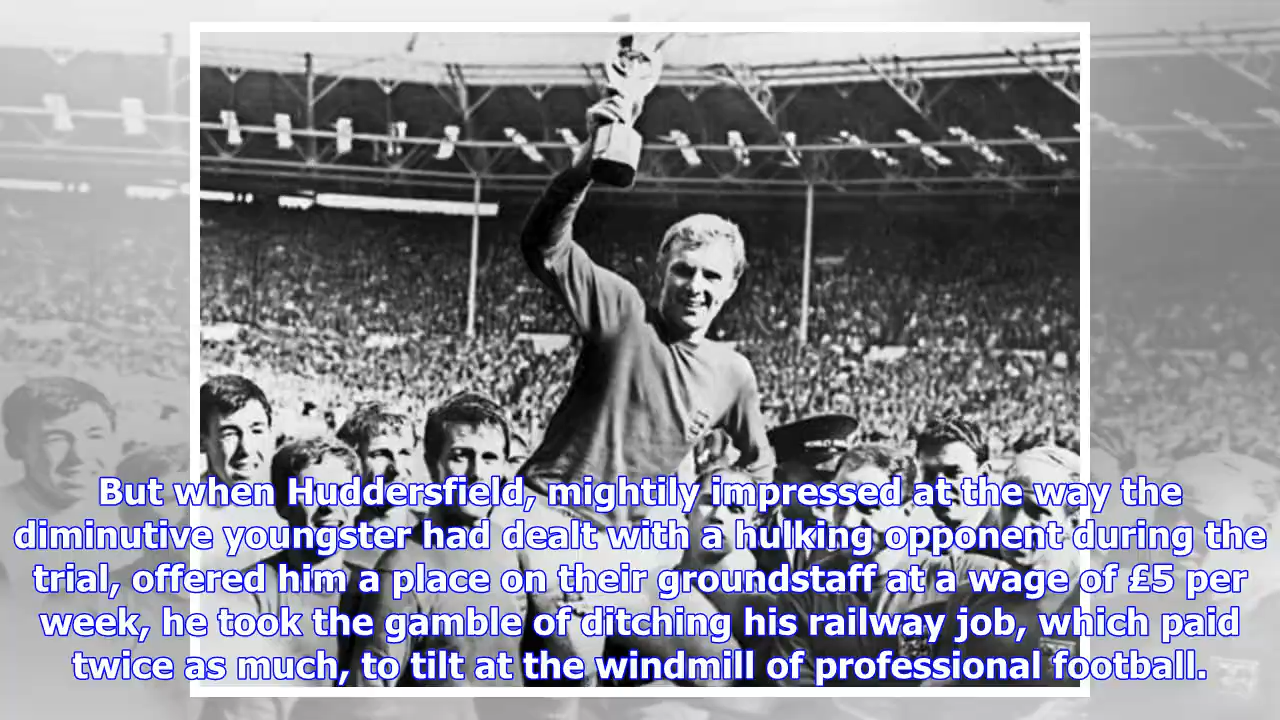 But when Huddersfield, mightily impressed at the way the
diminutive youngster had dealt with a hulking opponent during the
trial, offered him a place on their groundstaff at a wage of £5 per
week, he took the gamble of ditching his railway job, which paid
twice as much, to tilt at the windmill of professional football.